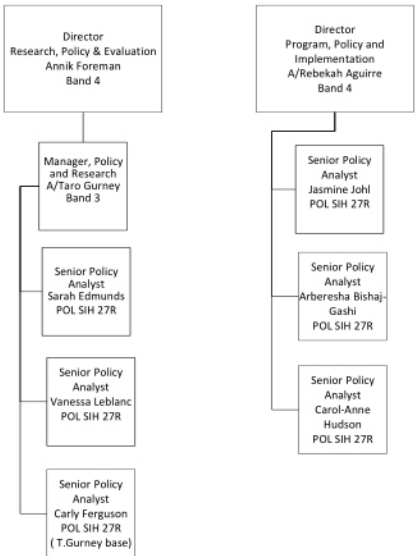 Director
Research, Policy & Evaluation
Annik Foreman
Band 4
Manager, Policy
and Research
A/Taro Gurney
Band 3
Senior Policy
Analyst
Sarah Edmunds
POL SIH 27R
Senior Policy
Analyst
Vanessa Leblanc
POL SIH 27R
Senior Policy
Analyst
Carly Ferguson
POL SIH 27R
( T.Gurney base)
Director
Program, Policy and
Implementation
A/Rebekah Aguirre
Band 4
Senior Policy
Analyst
Jasmine Johl
POL SIH 27R
Senior Policy
Analyst
Arberesha Bishaj-
Gashi
POL SIH 27R
Senior Policy
Analyst
Carol-Anne
Hudson
POL SIH 27R